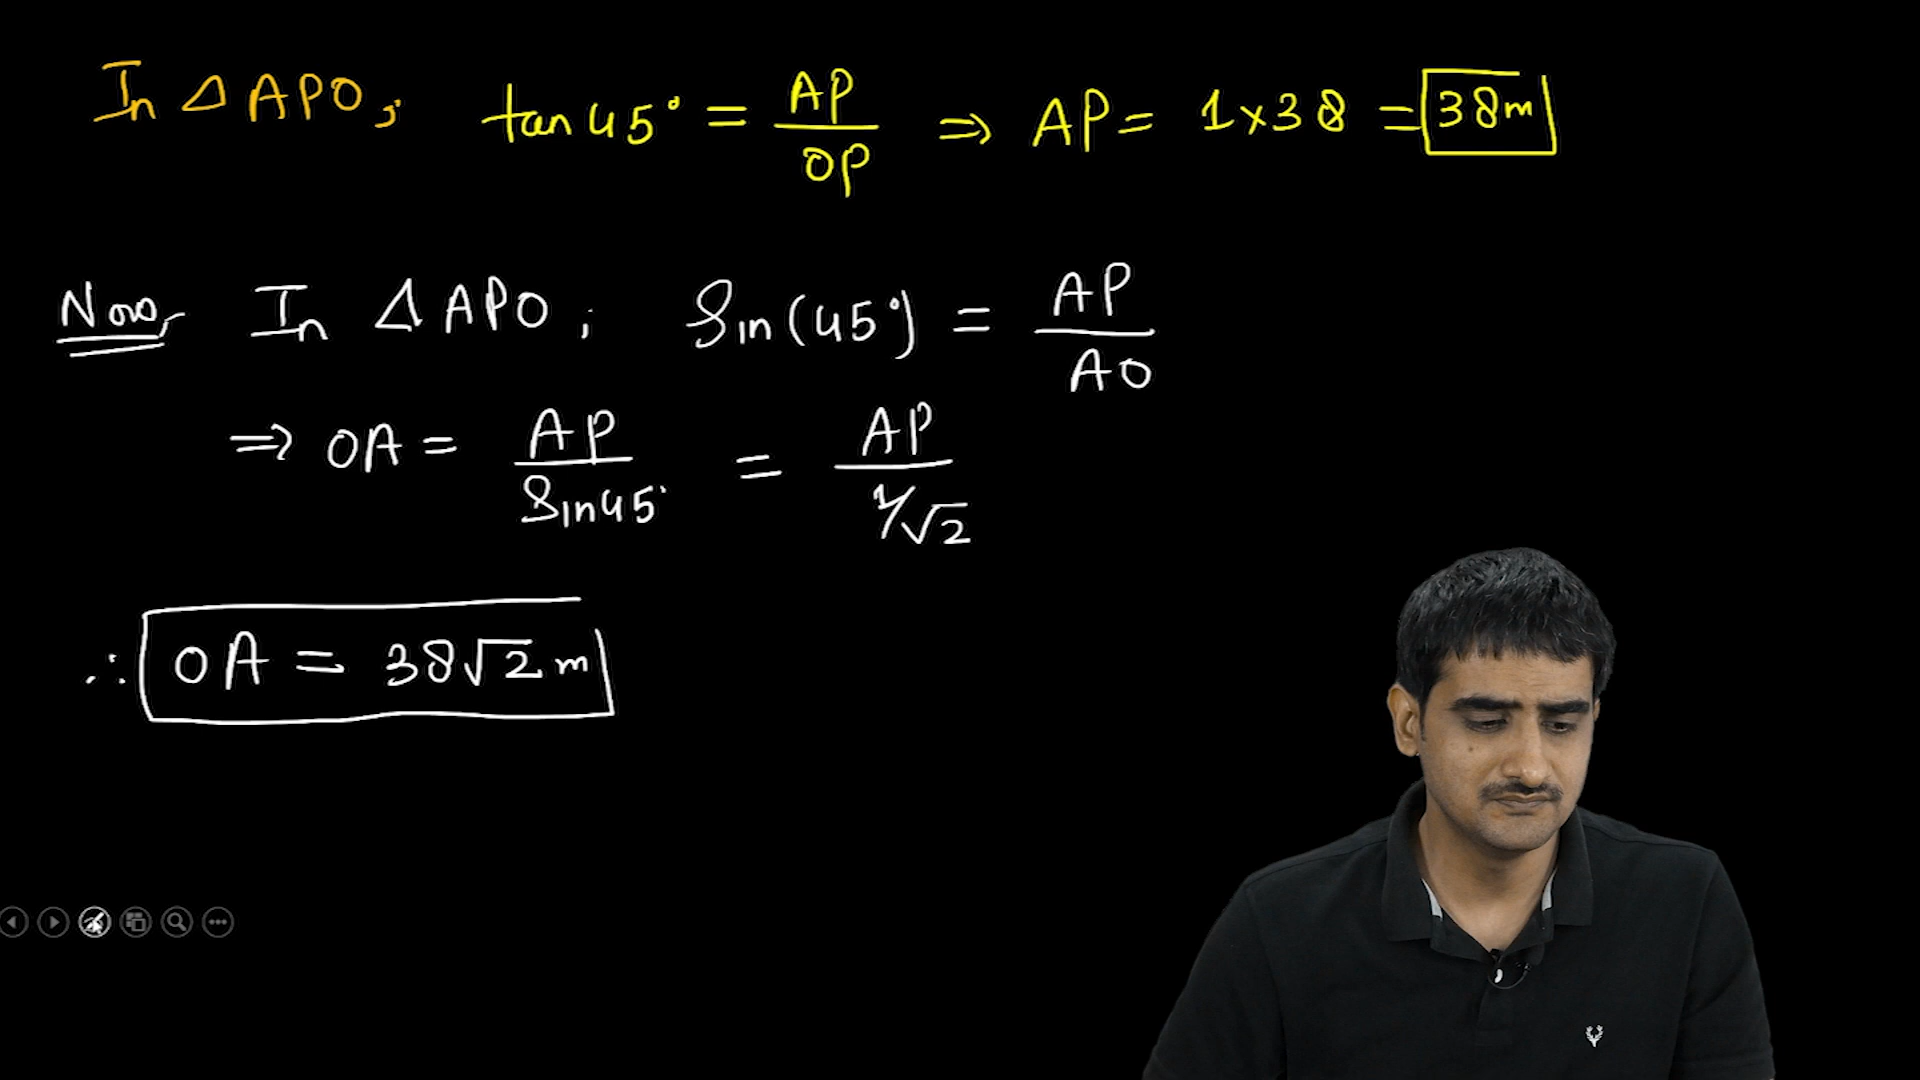 In △ APO, tan 45° = AP/OP ⇒ AP = 1×38 = 38m
Now, In △ APO, Sin(45°) = AP/AO
⇒ OA = AP/Sin45° = AP/1/√2
∴ OA = 38√2 m